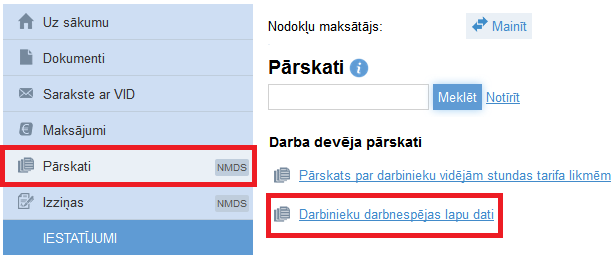 Uz sākumu
Dokumenti
Sarakste ar VID
Maksājumi
Pārskati NMDS
Izziņas NMDS
IESTATĪJUMI
Nodokļu maksātājs: Mainīt
Pārskati
Meklēt Notīrīt
Darba devēja pārskati
Pārskats par darbinieku vidējām stundas tarifa likmēm
Darbinieku darbnespējas lapu dati